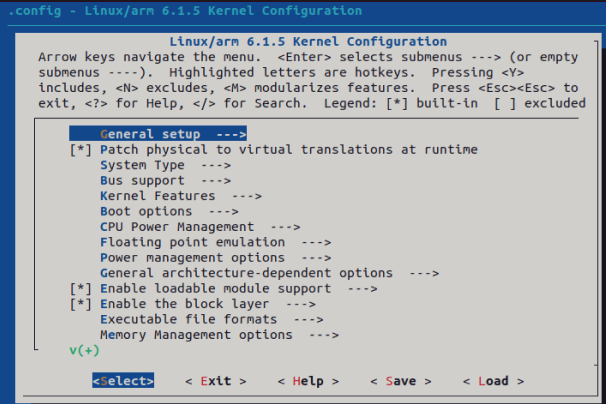 .config - Linux/arm 6.1.5 Kernel Configuration
Linux/arm 6.1.5 Kernel Configuration
Arrow keys navigate the menu.  <Enter> selects submenus ---> (or empty
submenus ----).  Highlighted letters are hotkeys.  Pressing <Y>
includes, <N> excludes, <M> modularizes features.  Press <Esc><Esc> to
exit, <?> for Help, </> for Search.  Legend: [*] built-in  [ ] excluded
General setup  --->
[*] Patch physical to virtual translations at runtime
System Type  --->
Bus support  --->
Kernel Features  --->
Boot options  --->
CPU Power Management  --->
Floating point emulation  --->
Power management options  --->
General architecture-dependent options  --->
[*] Enable loadable module support  --->
[*] Enable the block layer  --->
Executable file formats  --->
Memory Management options  --->
v(+)
<Select>    < Exit >    < Help >    < Save >    < Load >